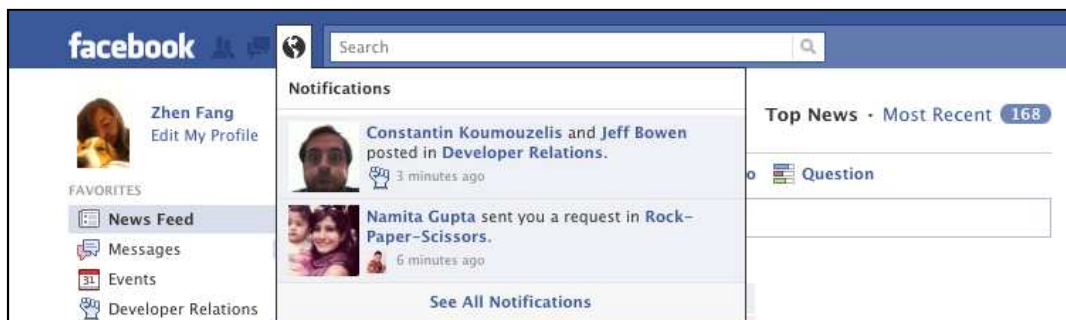 facebook
Search
Notifications
Zhen Fang
Edit My Profile
Constantin Koumouzelis and Jeff Bowen
posted in Developer Relations.
3 minutes ago
Top News · Most Recent 168
Question
FAVORITES
News Feed
Messages
31 Events
Developer Relations
Namita Gupta sent you a request in Rock-
Paper-Scissors.
6 minutes ago
See All Notifications